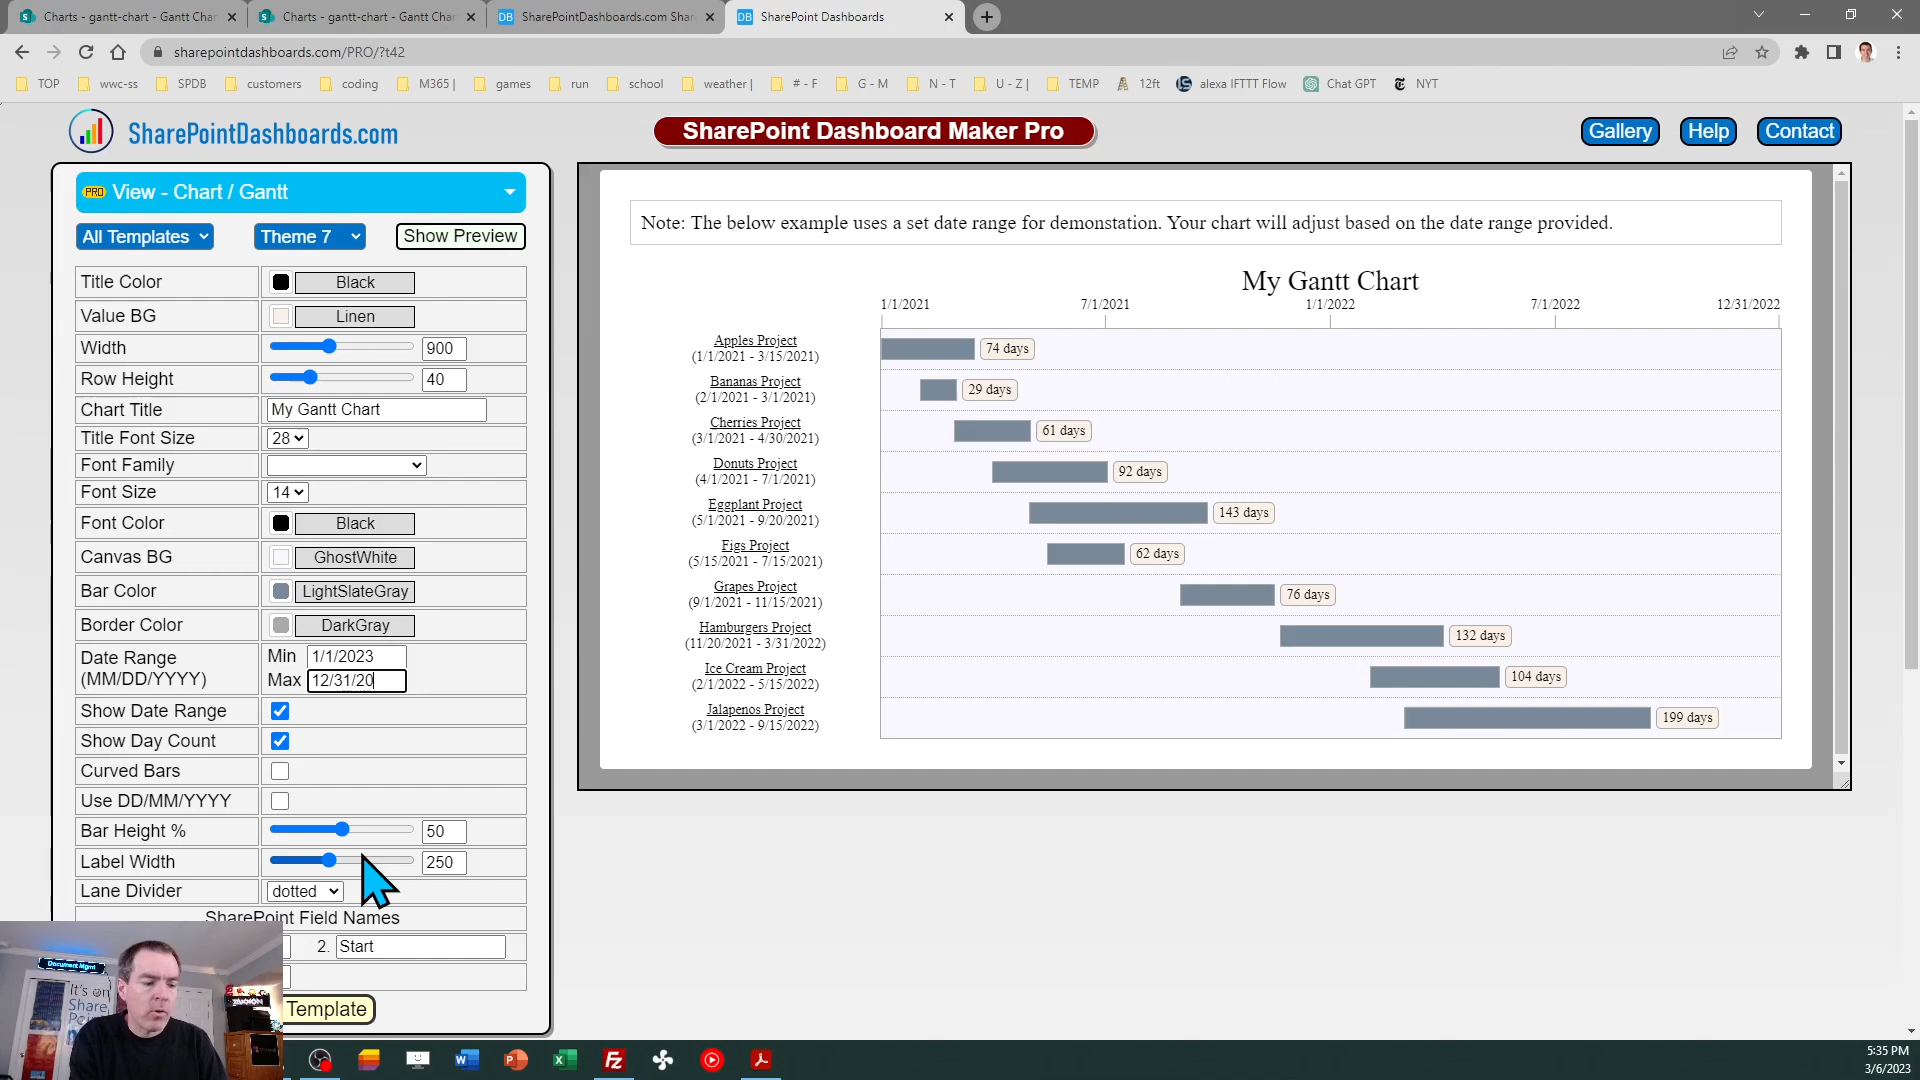 Charts - gantt-chart - Gantt Char
Charts - gantt-chart - Gantt Char
DB SharePointDashboards.com Shar
DB SharePoint Dashboards
sharepointdashboards.com/PRO/?t42
TOP wwc-ss SPDB customers coding M365 | games run school weather | # - F G - M N - T U - Z | TEMP 12ft alexa IFTTT Flow Chat GPT NYT
SharePointDashboards.com
SharePoint Dashboard Maker Pro
Gallery Help Contact
PRO View - Chart / Gantt
All Templates Theme 7 Show Preview
Title Color Black
Value BG Linen
Width 900
Row Height 40
Chart Title My Gantt Chart
Title Font Size 28
Font Family
Font Size 14
Font Color Black
Canvas BG GhostWhite
Bar Color LightSlateGray
Border Color DarkGray
Date Range Min 1/1/2023
(MM/DD/YYYY) Max 12/31/20
Show Date Range
Show Day Count
Curved Bars
Use DD/MM/YYYY
Bar Height % 50
Label Width 250
Lane Divider dotted
SharePoint Field Names
2. Start
Template
Note: The below example uses a set date range for demonstation. Your chart will adjust based on the date range provided.
My Gantt Chart
1/1/2021 7/1/2021 1/1/2022 7/1/2022 12/31/2022
Apples Project
(1/1/2021 - 3/15/2021) 74 days
Bananas Project
(2/1/2021 - 3/1/2021) 29 days
Cherries Project
(3/1/2021 - 4/30/2021) 61 days
Donuts Project
(4/1/2021 - 7/1/2021) 92 days
Eggplant Project
(5/1/2021 - 9/20/2021) 143 days
Figs Project
(5/15/2021 - 7/15/2021) 62 days
Grapes Project
(9/1/2021 - 11/15/2021) 76 days
Hamburgers Project
(11/20/2021 - 3/31/2022) 132 days
Ice Cream Project
(2/1/2022 - 5/15/2022) 104 days
Jalapenos Project
(3/1/2022 - 9/15/2022) 199 days
Document Mgmt
It's on
Share
Po
5:35 PM
3/6/2023